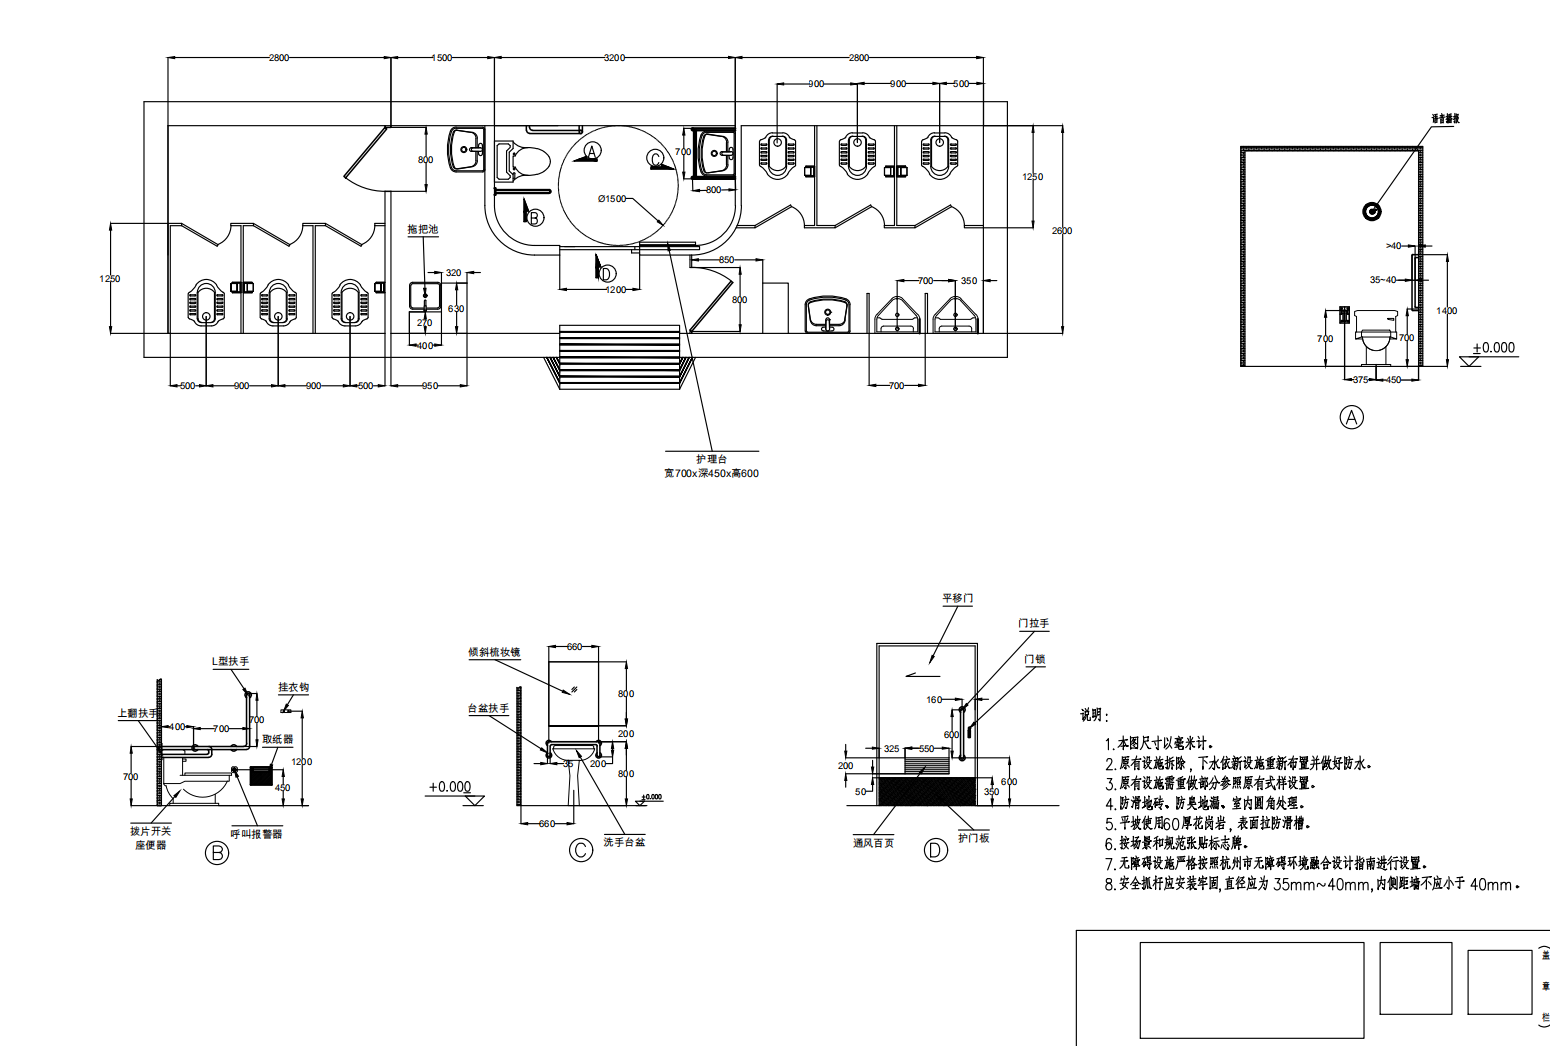 2800
1500
3200
2800
900
900
500
语音播报
800
700
A
C
800
Ø1500
B
1250
2600
拖把池
1250
320
630
270
400
D
1200
850
800
700
350
>40
35~40
1400
700
700
±0.000
375
450
500
900
900
500
950
700
A
护理台
宽700x深450x高600
平移门
门拉手
门锁
L型扶手
挂衣钩
上翻扶手
400
700
700
取纸器
1200
700
450
拨片开关
座便器
呼叫报警器
B
660
倾斜梳妆镜
800
台盆扶手
200
35
200
800
±0.000
±0.000
660
洗手台盆
C
160
600
325
550
200
50
350
600
通风百页
护门板
D
说明：
1.本图尺寸以毫米计。
2.原有设施拆除，下水依新设施重新布置并做好防水。
3.原有设施需重做部分参照原有式样设置。
4.防滑地砖、防臭地漏、室内圆角处理。
5.平坡使用60厚花岗岩，表面拉防滑槽。
6.按场景和规范张贴标志牌。
7.无障碍设施严格按照杭州市无障碍环境融合设计指南进行设置。
8.安全抓杆应安装牢固,直径应为 35mm~40mm,内侧距墙不应小于 40mm。
（盖章栏）